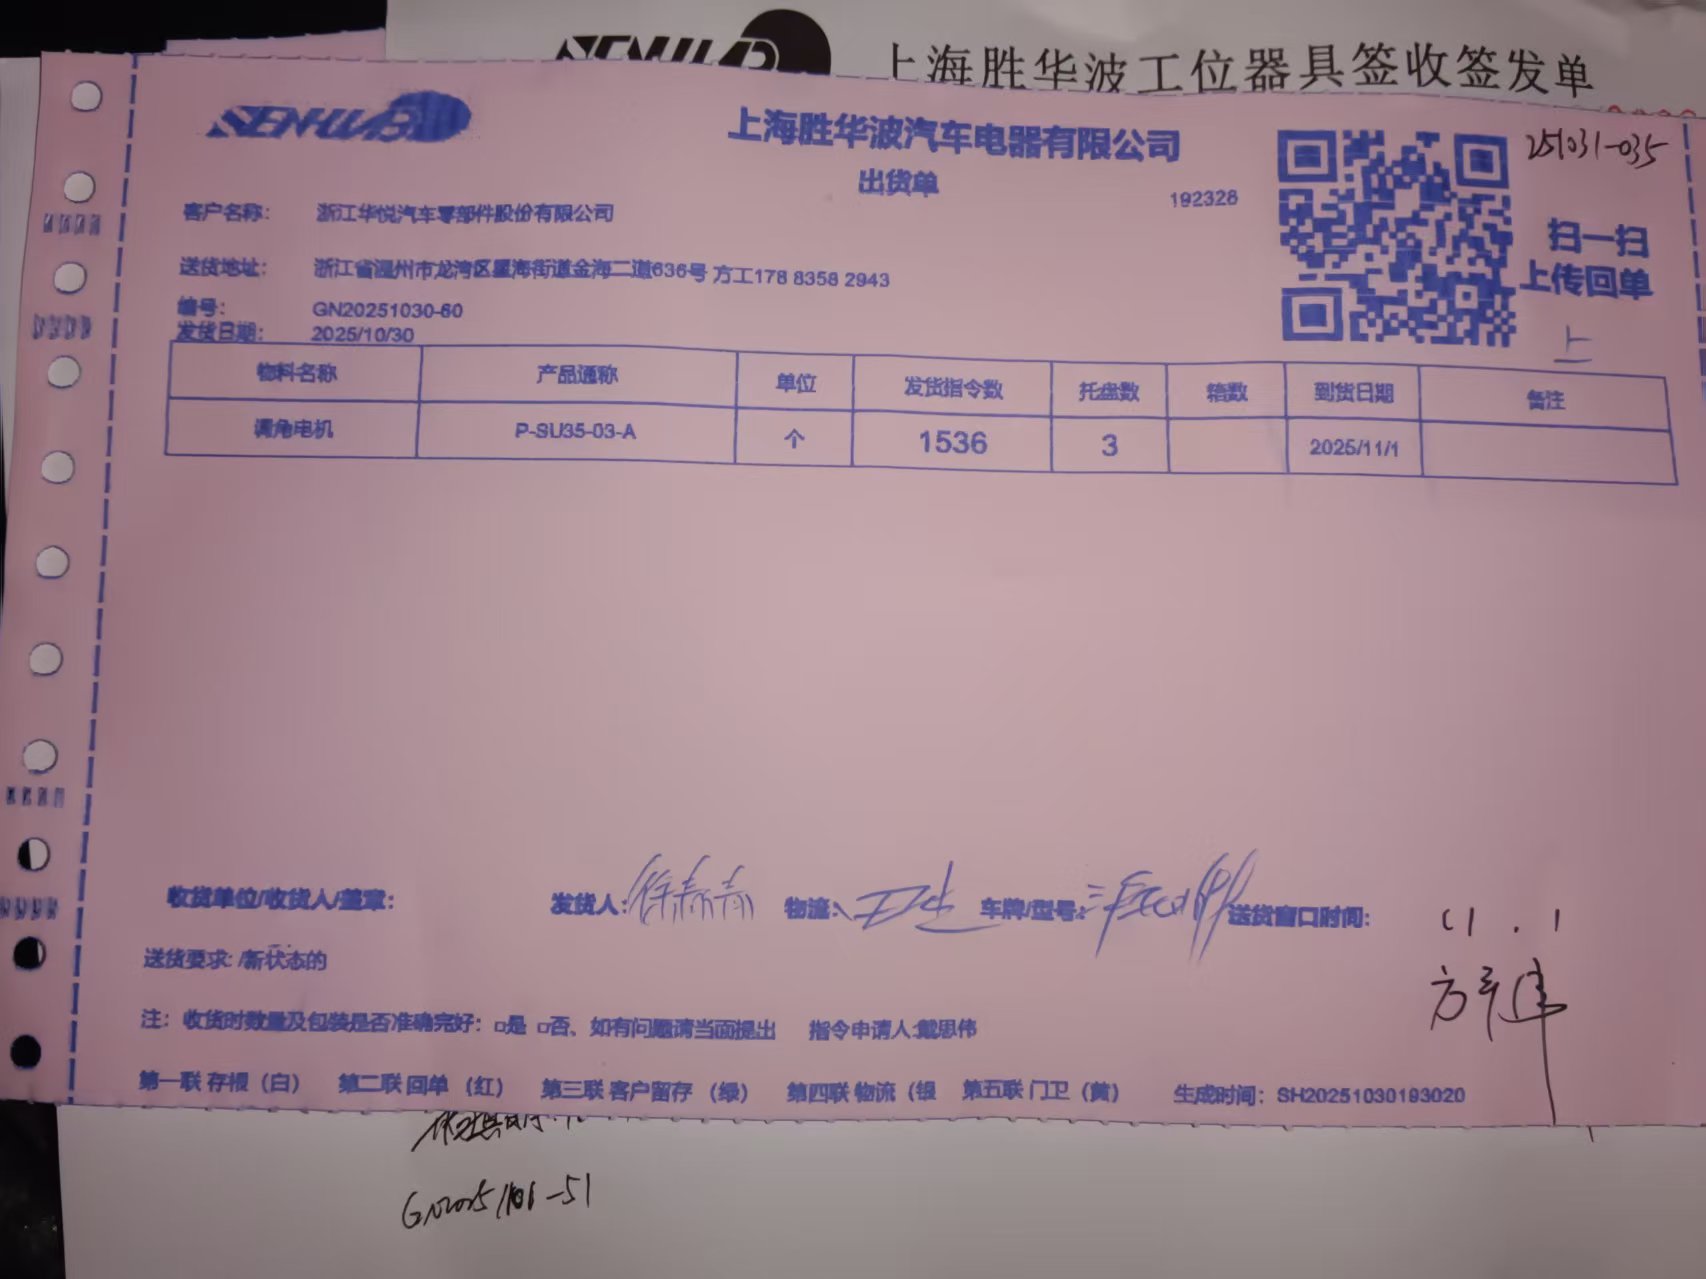 上海胜华波工位器具签收签发单
SENHWAB
上海胜华波汽车电器有限公司
出货单
192328
251031-035
扫一扫
上传回单
上
客户名称： 浙江华悦汽车零部件股份有限公司
送货地址： 浙江省温州市龙湾区星海街道金海二道636号 方工178 8358 2943
编号： GN20251030-60
发货日期： 2025/10/30
物料名称 产品通称 单位 发货指令数 托盘数 箱数 到货日期 备注
调角电机 P-SU35-03-A 个 1536 3 2025/11/1
收货单位/收货人/盖章： 发货人： 物流： 车牌/型号： 送货窗口时间： 11.1
送货要求: /新状态的
注： 收货时数量及包装是否准确完好：□是 □否、如有问题请当面提出 指令申请人:戴思伟
第一联 存根（白） 第二联 回单 （红） 第三联 客户留存 （绿） 第四联 物流（银 第五联 门卫（黄） 生成时间： SH20251030193020